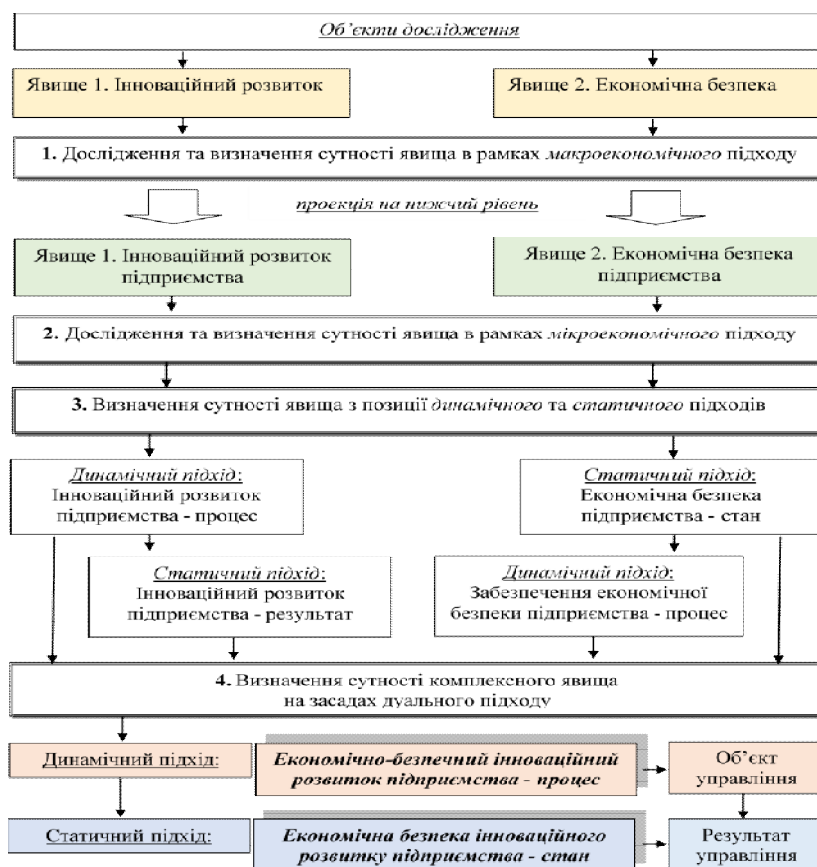 Об’єкти дослідження
Явище 1. Інноваційний розвиток
Явище 2. Економічна безпека
1. Дослідження та визначення сутності явища в рамках макроекономічного підходу
проекція на нижчий рівень
Явище 1. Інноваційний розвиток
підприємства
Явище 2. Економічна безпека
підприємства
2. Дослідження та визначення сутності явища в рамках мікроекономічного підходу
3. Визначення сутності явища з позиції динамічного та статичного підходів
Динамічний підхід:
Інноваційний розвиток
підприємства - процес
Статичний підхід:
Економічна безпека
підприємства - стан
Статичний підхід:
Інноваційний розвиток
підприємства - результат
Динамічний підхід:
Забезпечення економічної
безпеки підприємства - процес
4. Визначення сутності комплексного явища
на засадах дуального підходу
Динамічний підхід:
Економічно-безпечний інноваційний
розвиток підприємства - процес
Об’єкт
управління
Статичний підхід:
Економічна безпека інноваційного
розвитку підприємства - стан
Результат
управління